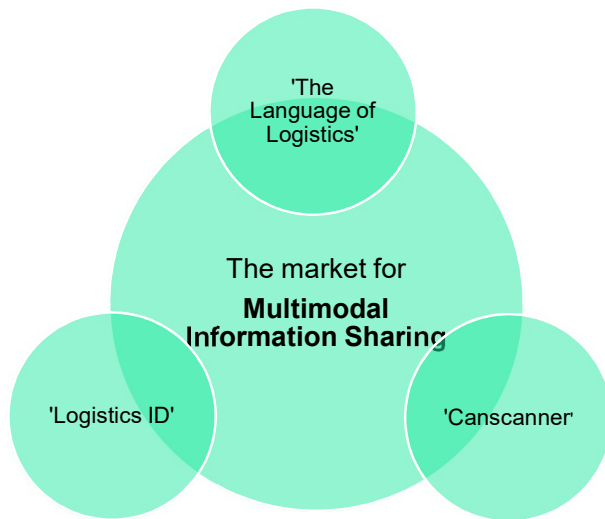 'The
Language of
Logistics'
The market for
Multimodal
Information Sharing
'Logistics ID'
'Canscanner'